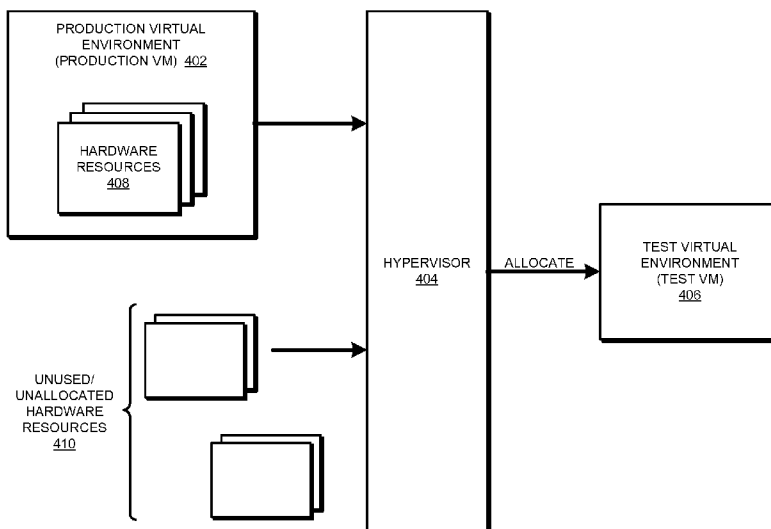 PRODUCTION VIRTUAL
ENVIRONMENT
(PRODUCTION VM) 402
HARDWARE
RESOURCES
408
HYPERVISOR
404
ALLOCATE
TEST VIRTUAL
ENVIRONMENT
(TEST VM)
406
UNUSED/
UNALLOCATED
HARDWARE
RESOURCES
410